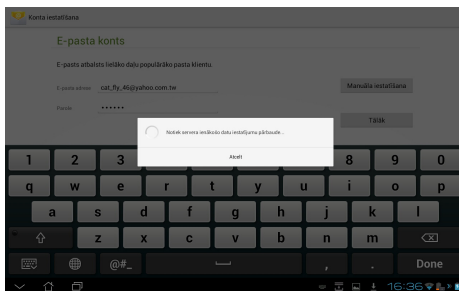 Konta iestatīšana
E-pasta konts
E-pasts atbalsta lielāko daļu populārāko pasta klientu.
E-pasta adrese cat_fly_46@yahoo.com.tw
Manuāla iestatīšana
Parole ••••••
Tālāk
Notiek servera ienākošo datu iestatījumu pārbaude...
Atcelt
1 2 3 8 9 0
q w e r t y u i o p
a s d f g h j k l
z x c v b n m
@#_ , . Done
16:36